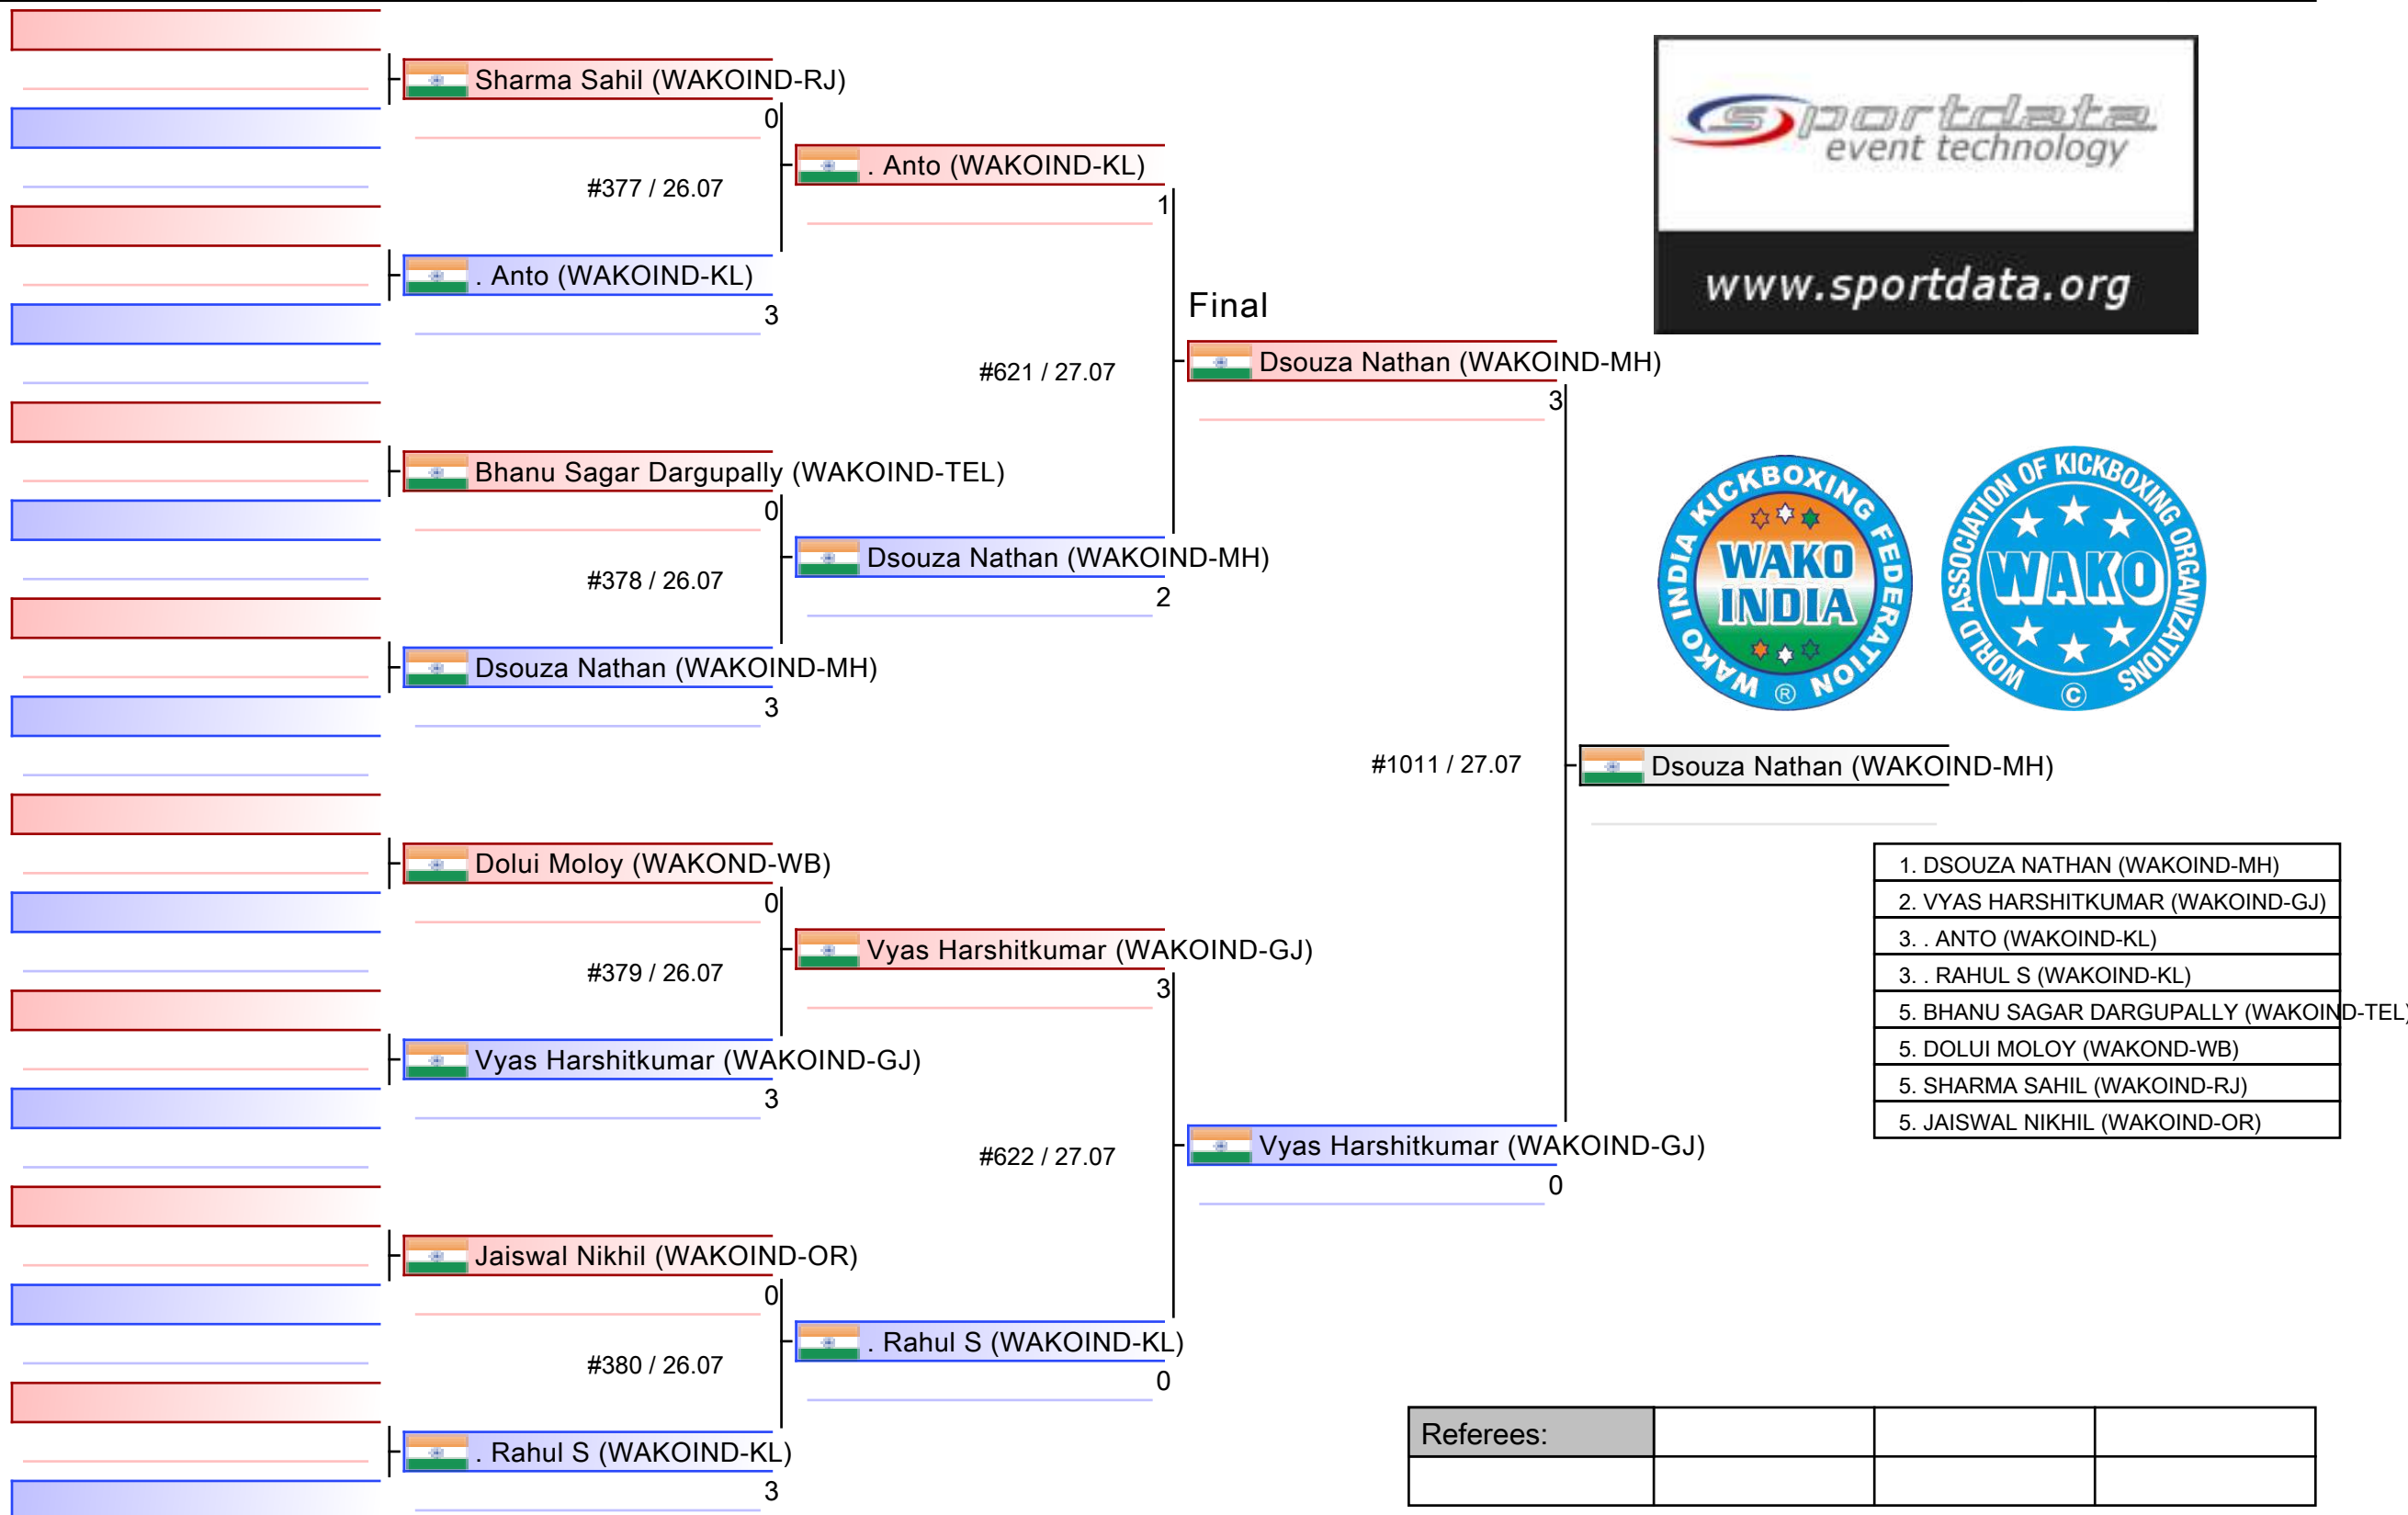 Sharma Sahil (WAKOIND-RJ)
0
#377 / 26.07
. Anto (WAKOIND-KL)
3
Bhanu Sagar Dargupally (WAKOIND-TEL)
0
#378 / 26.07
Dsouza Nathan (WAKOIND-MH)
3
Dolui Moloy (WAKOND-WB)
0
#379 / 26.07
Vyas Harshitkumar (WAKOIND-GJ)
3
Jaiswal Nikhil (WAKOIND-OR)
0
#380 / 26.07
. Rahul S (WAKOIND-KL)
3
. Anto (WAKOIND-KL)
1
#621 / 27.07
Dsouza Nathan (WAKOIND-MH)
2
Vyas Harshitkumar (WAKOIND-GJ)
3
#622 / 27.07
. Rahul S (WAKOIND-KL)
0
Final
Dsouza Nathan (WAKOIND-MH)
3
#1011 / 27.07
Vyas Harshitkumar (WAKOIND-GJ)
0
Dsouza Nathan (WAKOIND-MH)
sportdata
event technology
www.sportdata.org
WAKO INDIA KICKBOXING FEDERATION
WAKO
INDIA
®
WORLD ASSOCIATION OF KICKBOXING ORGANIZATIONS
WAKO
©
1. DSOUZA NATHAN (WAKOIND-MH)
2. VYAS HARSHITKUMAR (WAKOIND-GJ)
3. . ANTO (WAKOIND-KL)
3. . RAHUL S (WAKOIND-KL)
5. BHANU SAGAR DARGUPALLY (WAKOIND-TEL)
5. DOLUI MOLOY (WAKOND-WB)
5. SHARMA SAHIL (WAKOIND-RJ)
5. JAISWAL NIKHIL (WAKOIND-OR)
Referees: